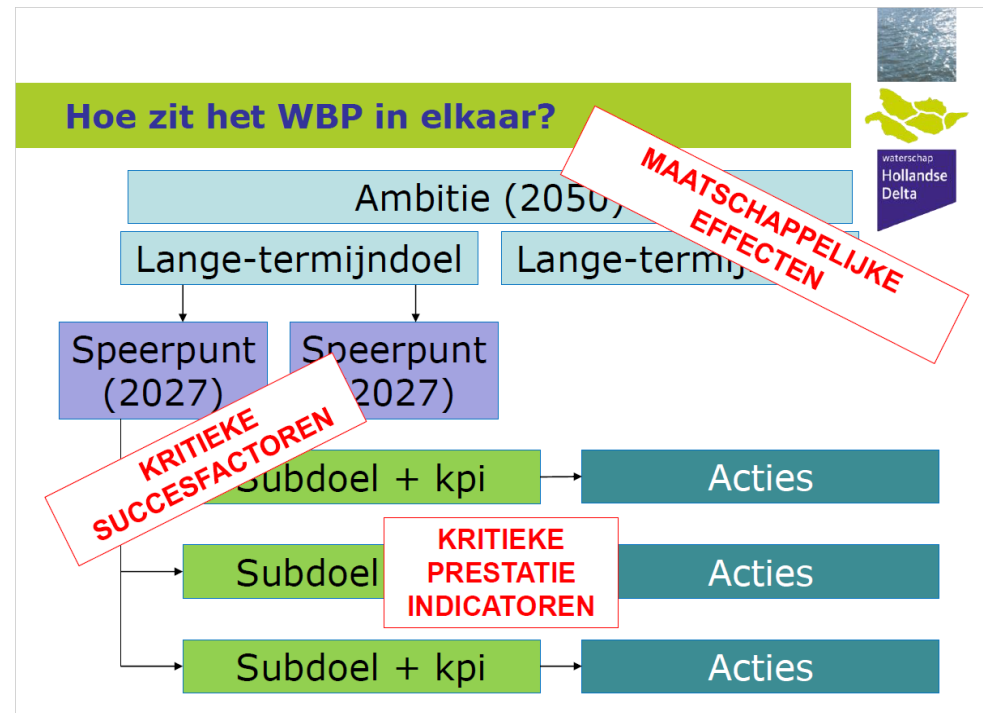 Hoe zit het WBP in elkaar?
waterschap
Hollandse
Delta
MAATSCHAPPELIJKE
EFFECTEN
Ambitie (2050)
Lange-termijndoel
Lange-termij
Speerpunt
(2027)
Speerpunt
2027)
KRITIEKE
SUCCESFACTOREN
Subdoel + kpi
Acties
KRITIEKE
PRESTATIE
INDICATOREN
Subdoel
Acties
Subdoel + kpi
Acties